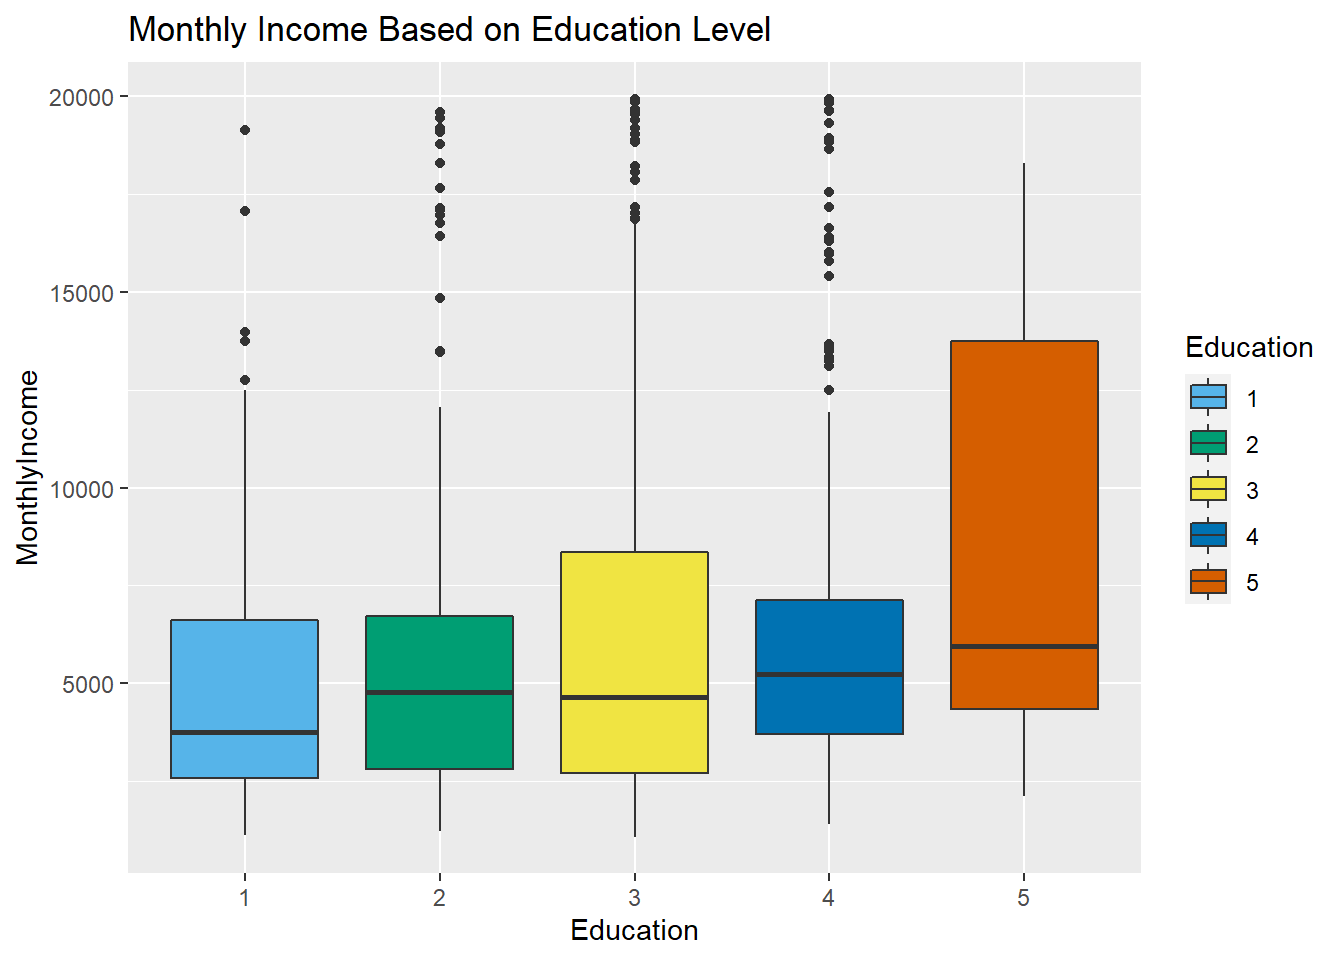 Monthly Income Based on Education Level
MonthlyIncome
20000
15000
10000
5000
1 2 3 4 5
Education
Education
1
2
3
4
5